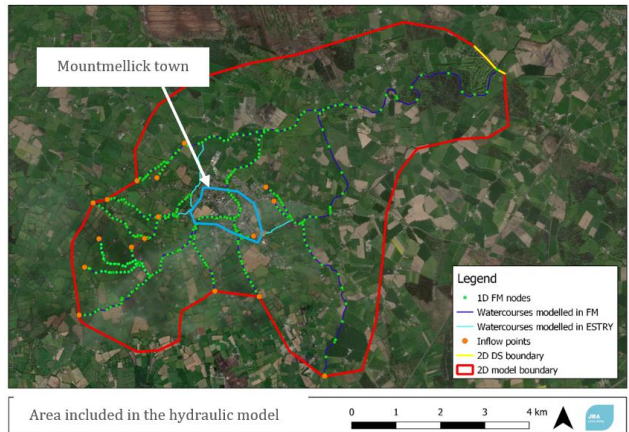 Mountmellick town
Legend
1D FM nodes
Watercourses modelled in FM
Watercourses modelled in ESTRY
Inflow points
2D DS boundary
2D model boundary
Area included in the hydraulic model
0 1 2 3 4 km
JBA